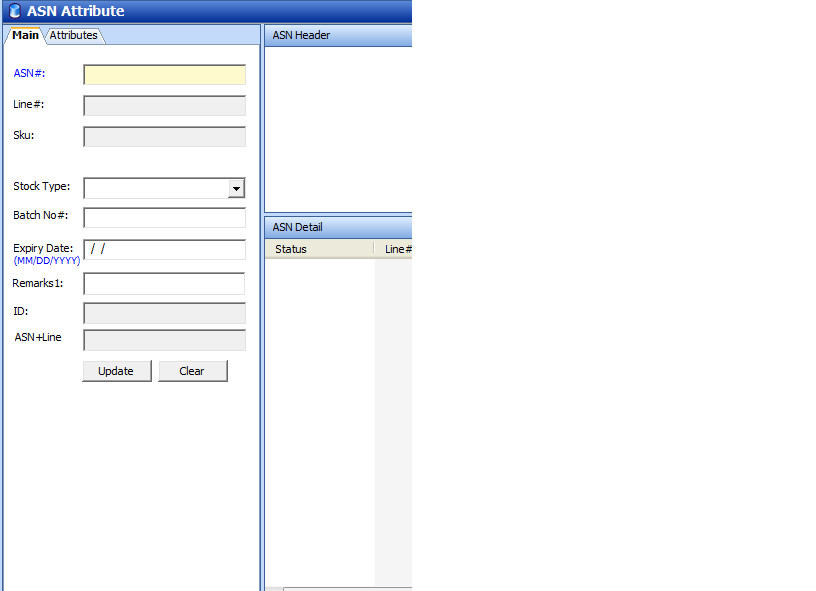 ASN Attribute
Main Attributes
ASN#:
Line#:
Sku:
Stock Type:
Batch No#:
Expiry Date: / /
(MM/DD/YYYY)
Remarks1:
ID:
ASN+Line
Update Clear
ASN Header
ASN Detail
Status Line#